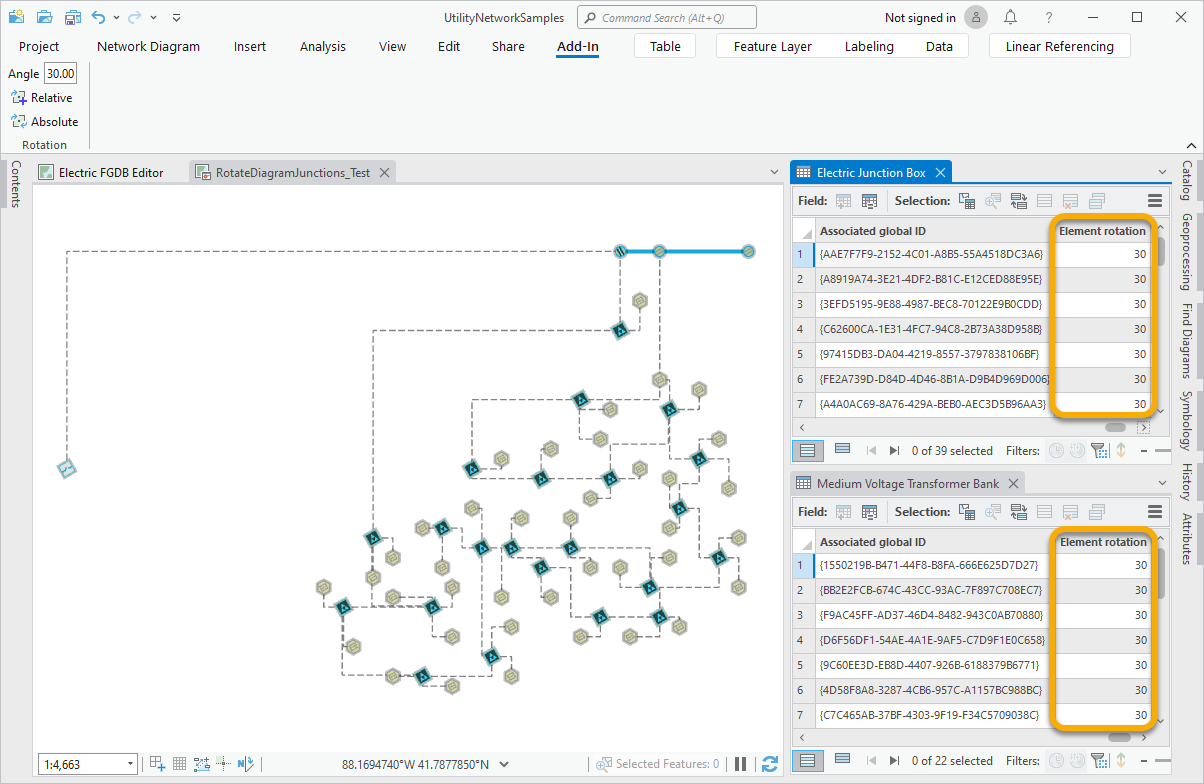 UtilityNetworkSamples
Command Search (Alt+Q)
Not signed in
?
Project
Network Diagram
Insert
Analysis
View
Edit
Share
Add-In
Table
Feature Layer
Labeling
Data
Linear Referencing
Angle 30.00
Relative
Absolute
Rotation
Contents
Electric FGDB Editor
RotateDiagramJunctions_Test
1:4,663
88.1694740°W 41.7877850°N
Selected Features: 0
Electric Junction Box
Field:
Selection:
Associated global ID
Element rotation
1 {AAE7F7F9-2152-4C01-A8B5-55A4518DC3A6} 30
2 {A8919A74-3E21-4DF2-B81C-E12CED88E95E} 30
3 {3EFD5195-9E88-4987-BEC8-70122E9B0CDD} 30
4 {C62600CA-1E31-4FC7-94C8-2B73A38D958B} 30
5 {97415DB3-DA04-4219-8557-3797838106BF} 30
6 {FE2A739D-D84D-4D46-8B1A-D9B4D969D006} 30
7 {A4A0AC69-8A76-429A-BEB0-AEC3D5B96AA3} 30
0 of 39 selected
Filters:
Medium Voltage Transformer Bank
Field:
Selection:
Associated global ID
Element rotation
1 {1550219B-B471-44F8-B8FA-666E625D7D27} 30
2 {BB2E2FCB-674C-43CC-93AC-7F897C708EC7} 30
3 {F9AC45FF-AD37-46D4-8482-943C0AB70880} 30
4 {D6F56DF1-54AE-4A1E-9AF5-C7D9F1E0C658} 30
5 {9C60EE3D-EB8D-4407-926B-6188379B6771} 30
6 {4D58F8A8-3287-4CB6-957C-A1157BC988BC} 30
7 {C7C465AB-37BF-4303-9F19-F34C5709038C} 30
0 of 22 selected
Filters:
Catalog
Geoprocessing
Find Diagrams
Symbology
History
Attributes